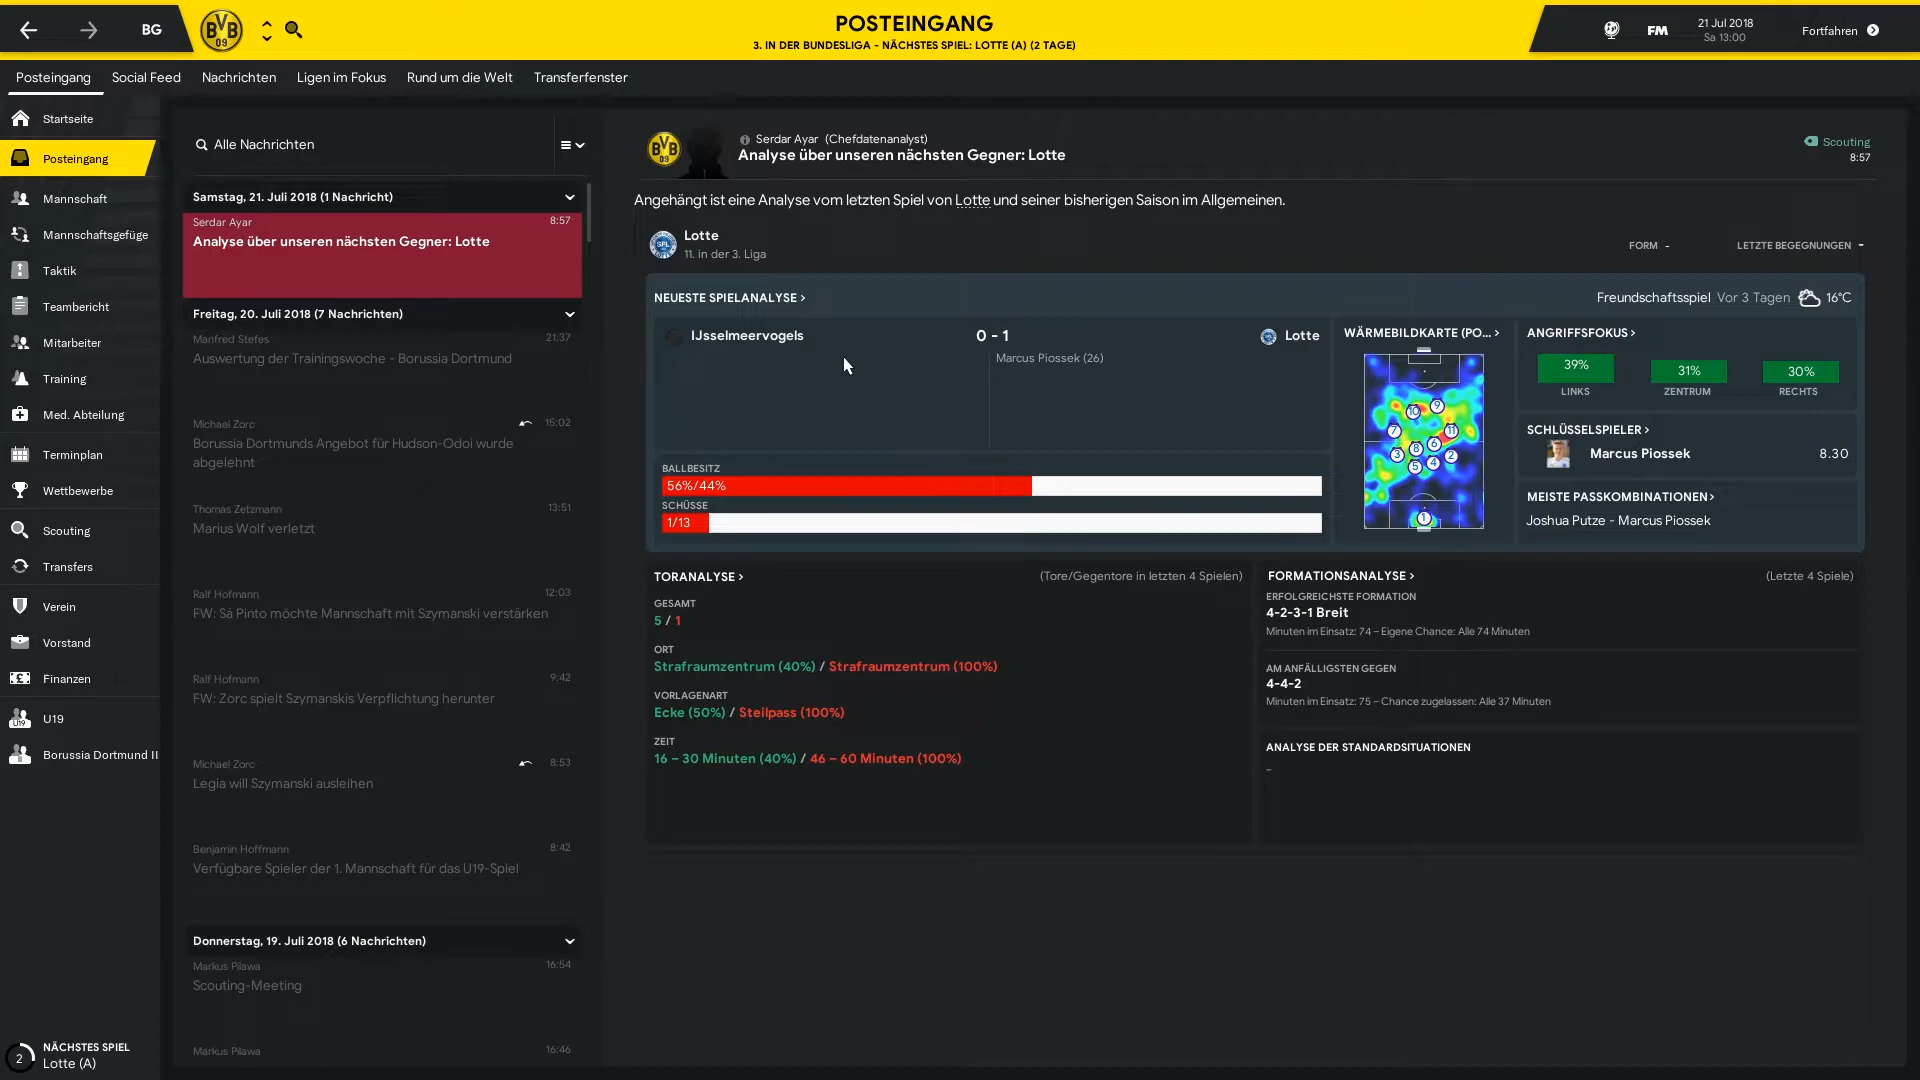 BG
POSTEINGANG
3. IN DER BUNDESLIGA - NÄCHSTES SPIEL: LOTTE (A) (2 TAGE)
FM
21 Jul 2018
Sa 13:00
Fortfahren
Posteingang Social Feed Nachrichten Ligen im Fokus Rund um die Welt Transferfenster
Startseite
Posteingang
Mannschaft
Mannschaftsgefüge
Taktik
Teambericht
Mitarbeiter
Training
Med. Abteilung
Terminplan
Wettbewerbe
Scouting
Transfers
Verein
Vorstand
Finanzen
U19
Borussia Dortmund II
2
NÄCHSTES SPIEL
Lotte (A)
Alle Nachrichten
Samstag, 21. Juli 2018 (1 Nachricht)
Serdar Ayar 8:57
Analyse über unseren nächsten Gegner: Lotte
Freitag, 20. Juli 2018 (7 Nachrichten)
Manfred Stefes 21:37
Auswertung der Trainingswoche - Borussia Dortmund
Michael Zorc 15:02
Borussia Dortmunds Angebot für Hudson-Odoi wurde
abgelehnt
Thomas Zetzmann 13:51
Marius Wolf verletzt
Ralf Hofmann 12:03
FW: Sá Pinto möchte Mannschaft mit Szymanski verstärken
Ralf Hofmann 9:42
FW: Zorc spielt Szymanskis Verpflichtung herunter
Michael Zorc 8:53
Legia will Szymanski ausleihen
Benjamin Hoffmann 8:42
Verfügbare Spieler der 1. Mannschaft für das U19-Spiel
Donnerstag, 19. Juli 2018 (6 Nachrichten)
Markus Pilawa 16:54
Scouting-Meeting
Markus Pilawa 16:46
Serdar Ayar (Chefdatenanalyst)
Analyse über unseren nächsten Gegner: Lotte
Scouting
8:57
Angehängt ist eine Analyse vom letzten Spiel von Lotte und seiner bisherigen Saison im Allgemeinen.
Lotte
11. in der 3. Liga
FORM -
LETZTE BEGEGNUNGEN -
NEUESTE SPIELANALYSE >
Freundschaftsspiel Vor 3 Tagen 16°C
IJsselmeervogels 0 - 1 Lotte
Marcus Piossek (26)
BALLBESITZ
56%/44%
SCHÜSSE
1/13
WÄRMEBILDKARTE (PO... >
10 9
7 11
8 6
3 2
5 4
1
ANGRIFFSFOKUS >
39% 31% 30%
LINKS ZENTRUM RECHTS
SCHLÜSSELSPIELER >
Marcus Piossek 8.30
MEISTE PASSKOMBINATIONEN >
Joshua Putze - Marcus Piossek
TORANALYSE > (Tore/Gegentore in letzten 4 Spielen)
GESAMT
5 / 1
ORT
Strafraumzentrum (40%) / Strafraumzentrum (100%)
VORLAGENART
Ecke (50%) / Steilpass (100%)
ZEIT
16 – 30 Minuten (40%) / 46 – 60 Minuten (100%)
FORMATIONSANALYSE > (Letzte 4 Spiele)
ERFOLGREICHSTE FORMATION
4-2-3-1 Breit
Minuten im Einsatz: 74 – Eigene Chance: Alle 74 Minuten
AM ANFÄLLIGSTEN GEGEN
4-4-2
Minuten im Einsatz: 75 – Chance zugelassen: Alle 37 Minuten
ANALYSE DER STANDARDSITUATIONEN
-